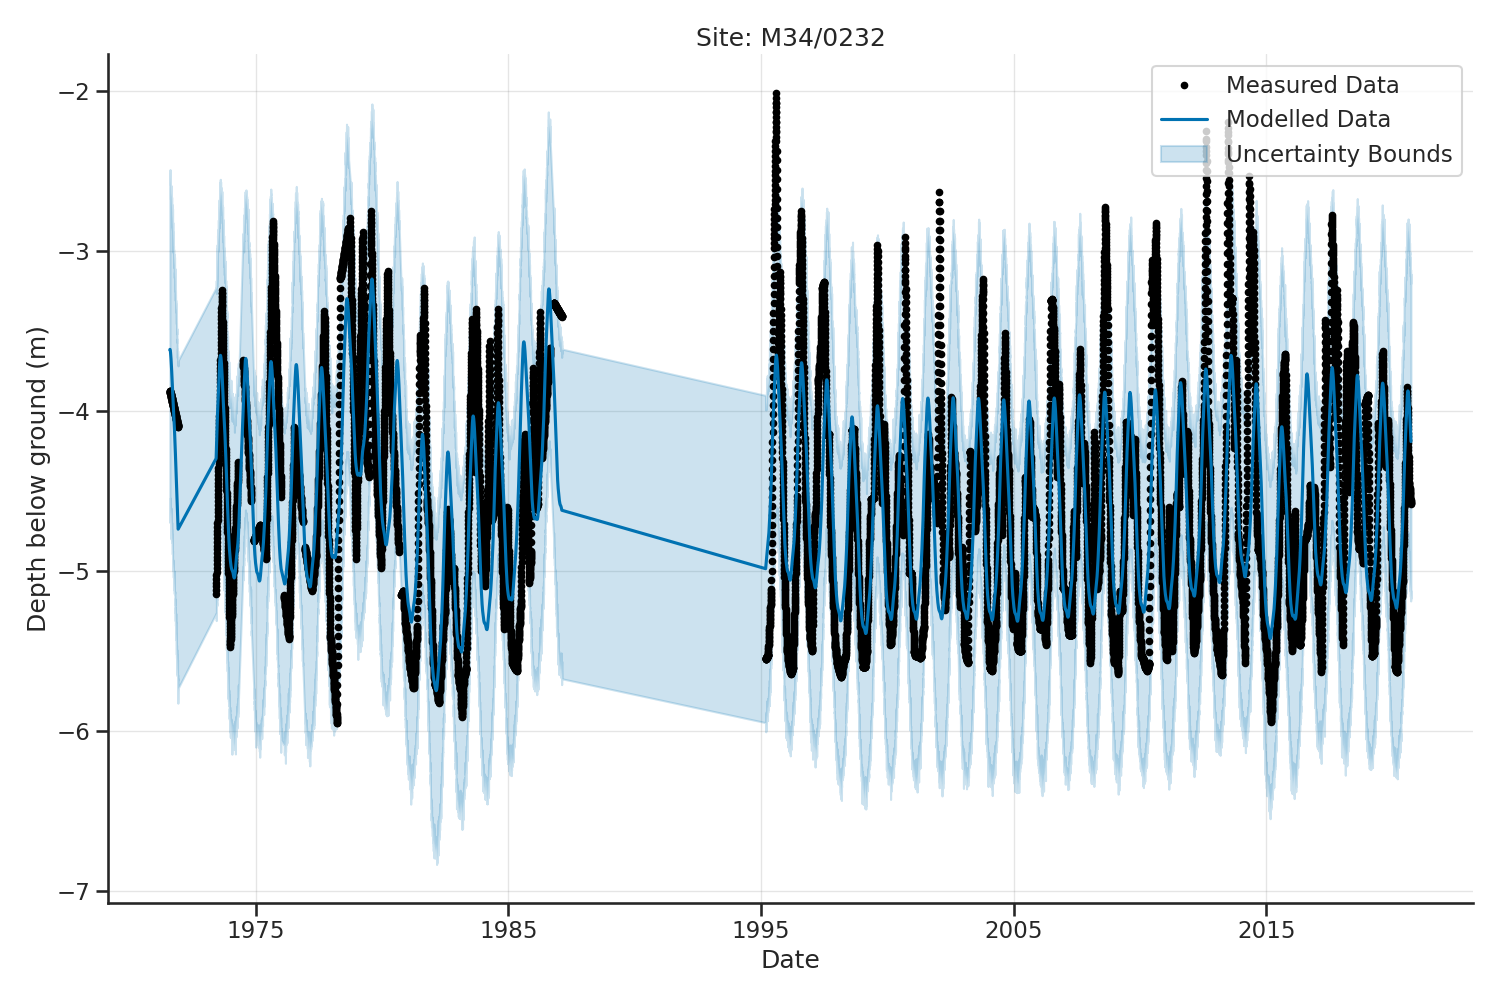 Site: M34/0232
Measured Data
Modelled Data
Uncertainty Bounds
−2
−3
−4
−5
−6
−7
Depth below ground (m)
1975
1985
1995
2005
2015
Date